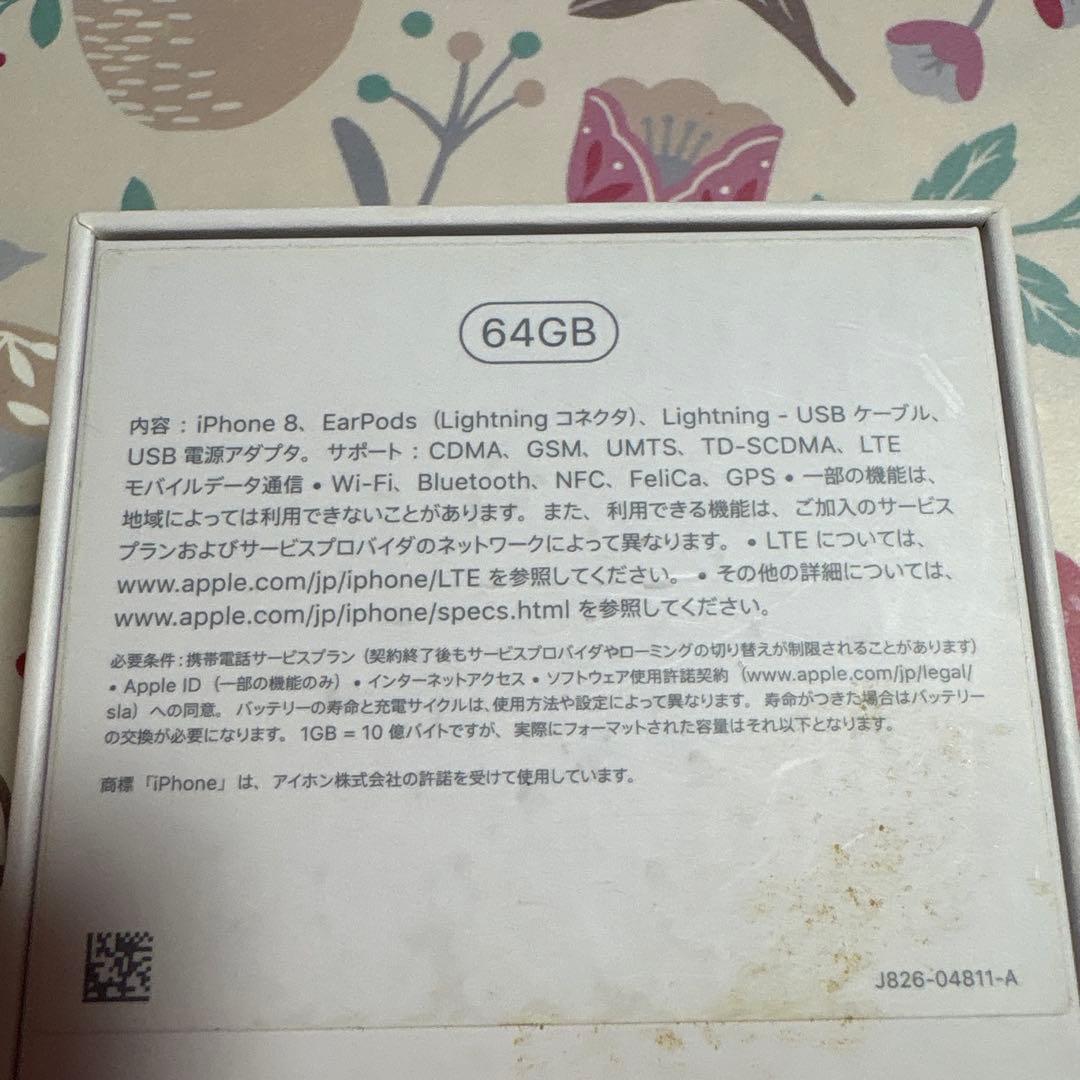 64GB
内容：iPhone 8、EarPods（Lightning コネクタ）、Lightning - USB ケーブル、
USB 電源アダプタ。 サポート：CDMA、GSM、UMTS、TD-SCDMA、LTE
モバイルデータ通信 • Wi-Fi、Bluetooth、NFC、FeliCa、GPS • 一部の機能は、
地域によっては利用できないことがあります。また、利用できる機能は、ご加入のサービス
プランおよびサービスプロバイダのネットワークによって異なります。 • LTE については、
www.apple.com/jp/iphone/LTE を参照してください。 • その他の詳細については、
www.apple.com/jp/iphone/specs.html を参照してください。
必要条件：携帯電話サービスプラン（契約終了後もサービスプロバイダやローミングの切り替えが制限されることがあります）
• Apple ID（一部の機能のみ）• インターネットアクセス • ソフトウェア使用許諾契約（www.apple.com/jp/legal/
sla）への同意。 バッテリーの寿命と充電サイクルは、使用方法や設定によって異なります。 寿命がつきた場合はバッテリー
の交換が必要になります。 1GB = 10 億バイトですが、実際にフォーマットされた容量はそれ以下となります。
商標「iPhone」は、アイホン株式会社の許諾を受けて使用しています。
J826-04811-A